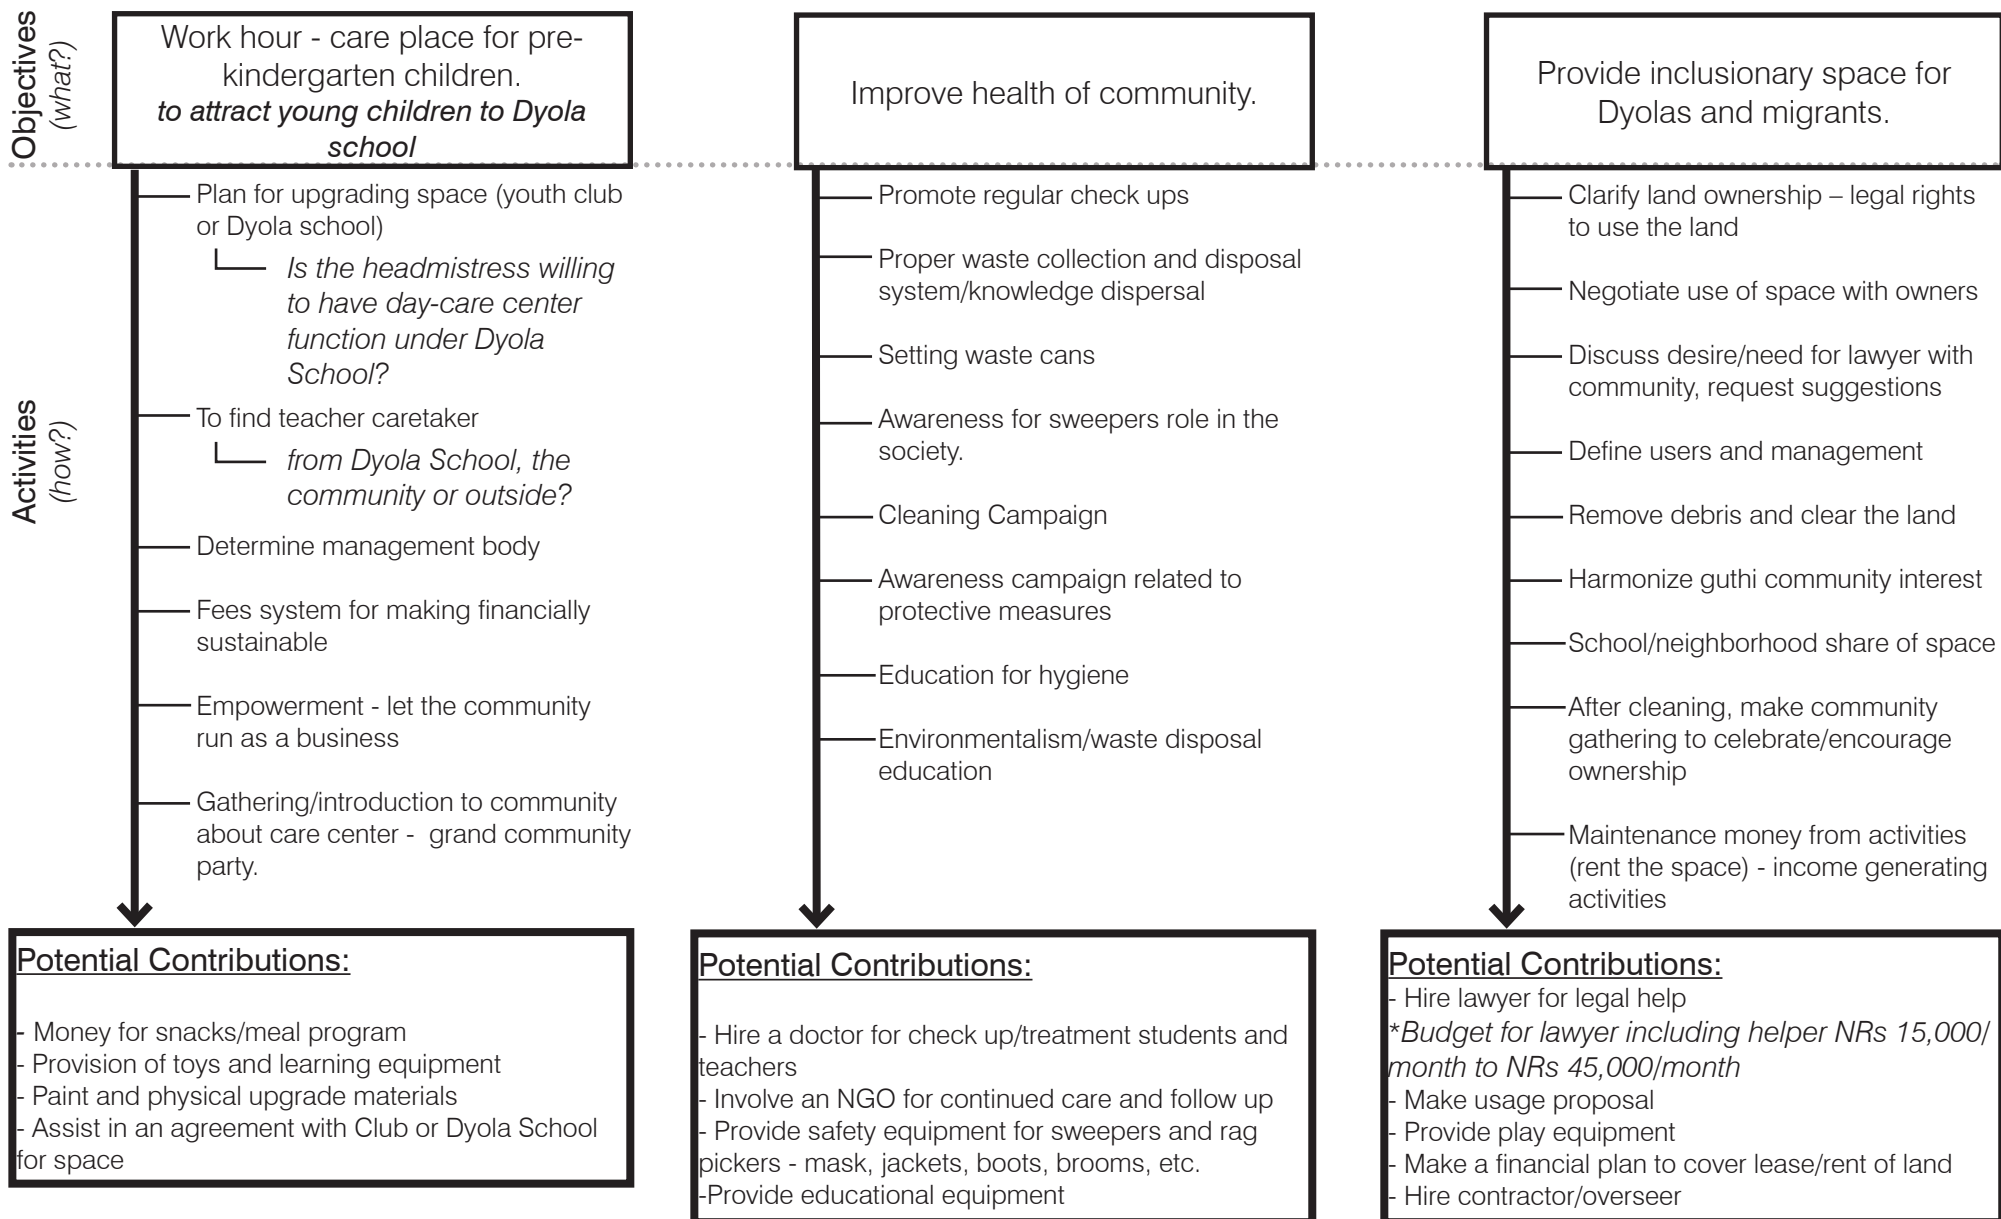 Objectives
(what?)
Work hour - care place for pre-
kindergarten children.
to attract young children to Dyola
school
Improve health of community.
Provide inclusionary space for
Dyolas and migrants.
Activities
(how?)
Plan for upgrading space (youth club
or Dyola school)
Is the headmistress willing
to have day-care center
function under Dyola
School?
To find teacher caretaker
from Dyola School, the
community or outside?
Determine management body
Fees system for making financially
sustainable
Empowerment - let the community
run as a business
Gathering/introduction to community
about care center -  grand community
party.
Promote regular check ups
Proper waste collection and disposal
system/knowledge dispersal
Setting waste cans
Awareness for sweepers role in the
society.
Cleaning Campaign
Awareness campaign related to
protective measures
Education for hygiene
Environmentalism/waste disposal
education
Clarify land ownership – legal rights
to use the land
Negotiate use of space with owners
Discuss desire/need for lawyer with
community, request suggestions
Define users and management
Remove debris and clear the land
Harmonize guthi community interest
School/neighborhood share of space
After cleaning, make community
gathering to celebrate/encourage
ownership
Maintenance money from activities
(rent the space) - income generating
activities
Potential Contributions:
- Money for snacks/meal program
- Provision of toys and learning equipment
- Paint and physical upgrade materials
- Assist in an agreement with Club or Dyola School
for space
Potential Contributions:
- Hire a doctor for check up/treatment students and
teachers
- Involve an NGO for continued care and follow up
- Provide safety equipment for sweepers and rag
pickers - mask, jackets, boots, brooms, etc.
-Provide educational equipment
Potential Contributions:
- Hire lawyer for legal help
*Budget for lawyer including helper NRs 15,000/
month to NRs 45,000/month
- Make usage proposal
- Provide play equipment
- Make a financial plan to cover lease/rent of land
- Hire contractor/overseer